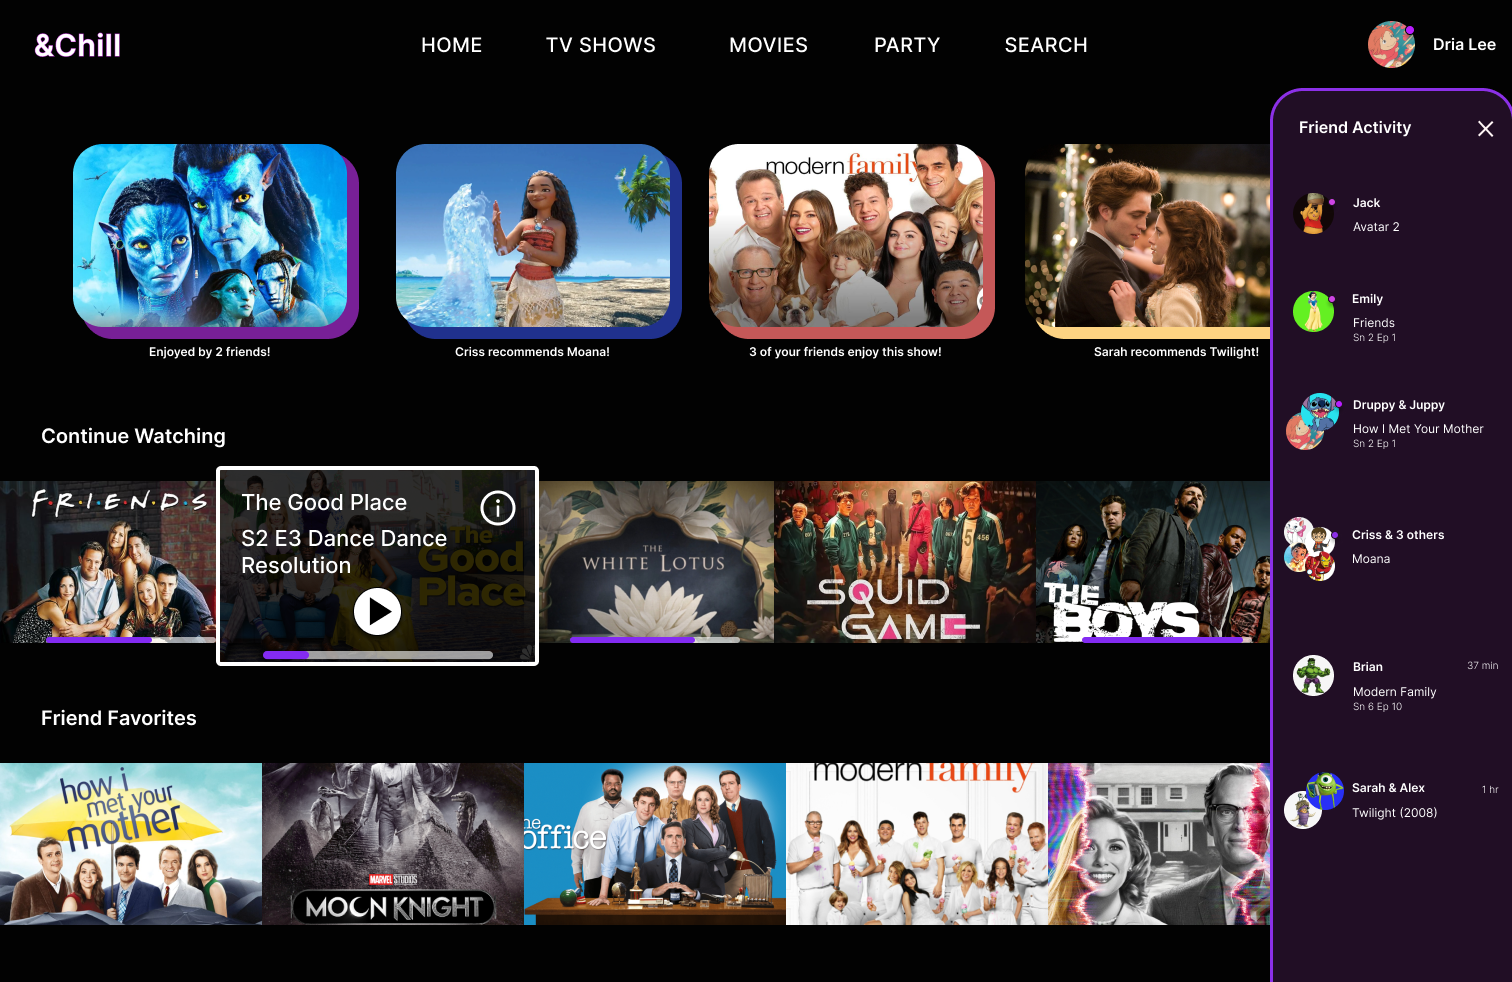 &Chill
HOME
TV SHOWS
MOVIES
PARTY
SEARCH
Dria Lee
modern family
Enjoyed by 2 friends!
Criss recommends Moana!
3 of your friends enjoy this show!
Sarah recommends Twilight!
Continue Watching
FRIENDS
The Good Place
S2 E3 Dance Dance
Resolution
The
Good
Place
THE
WHITE LOTUS
SQUID
GAME
456
THE
BOYS
Friend Favorites
how i
met your
mother
MARVEL STUDIOS
MOON KNIGHT
the
office
modern family
Friend Activity
Jack
Avatar 2
Emily
Friends
Sn 2 Ep 1
Druppy & Juppy
How I Met Your Mother
Sn 2 Ep 1
Criss & 3 others
Moana
Brian
37 min
Modern Family
Sn 6 Ep 10
Sarah & Alex
1 hr
Twilight (2008)